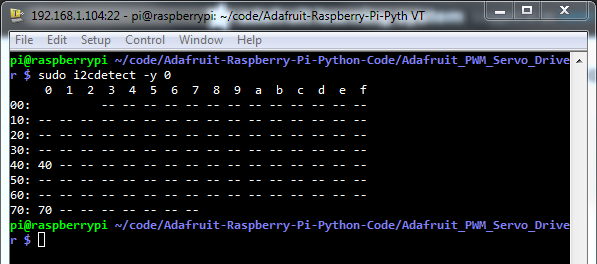 192.168.1.104:22 - pi@raspberrypi: ~/code/Adafruit-Raspberry-Pi-Pyth VT
File Edit Setup Control Window Help
pi@raspberrypi ~/code/Adafruit-Raspberry-Pi-Python-Code/Adafruit_PWM_Servo_Drive
r $ sudo i2cdetect -y 0
     0  1  2  3  4  5  6  7  8  9  a  b  c  d  e  f
00:          -- -- -- -- -- -- -- -- -- -- -- -- --
10: -- -- -- -- -- -- -- -- -- -- -- -- -- -- -- --
20: -- -- -- -- -- -- -- -- -- -- -- -- -- -- -- --
30: -- -- -- -- -- -- -- -- -- -- -- -- -- -- -- --
40: 40 -- -- -- -- -- -- -- -- -- -- -- -- -- -- --
50: -- -- -- -- -- -- -- -- -- -- -- -- -- -- -- --
60: -- -- -- -- -- -- -- -- -- -- -- -- -- -- -- --
70: 70 -- -- -- -- -- -- --
pi@raspberrypi ~/code/Adafruit-Raspberry-Pi-Python-Code/Adafruit_PWM_Servo_Drive
r $